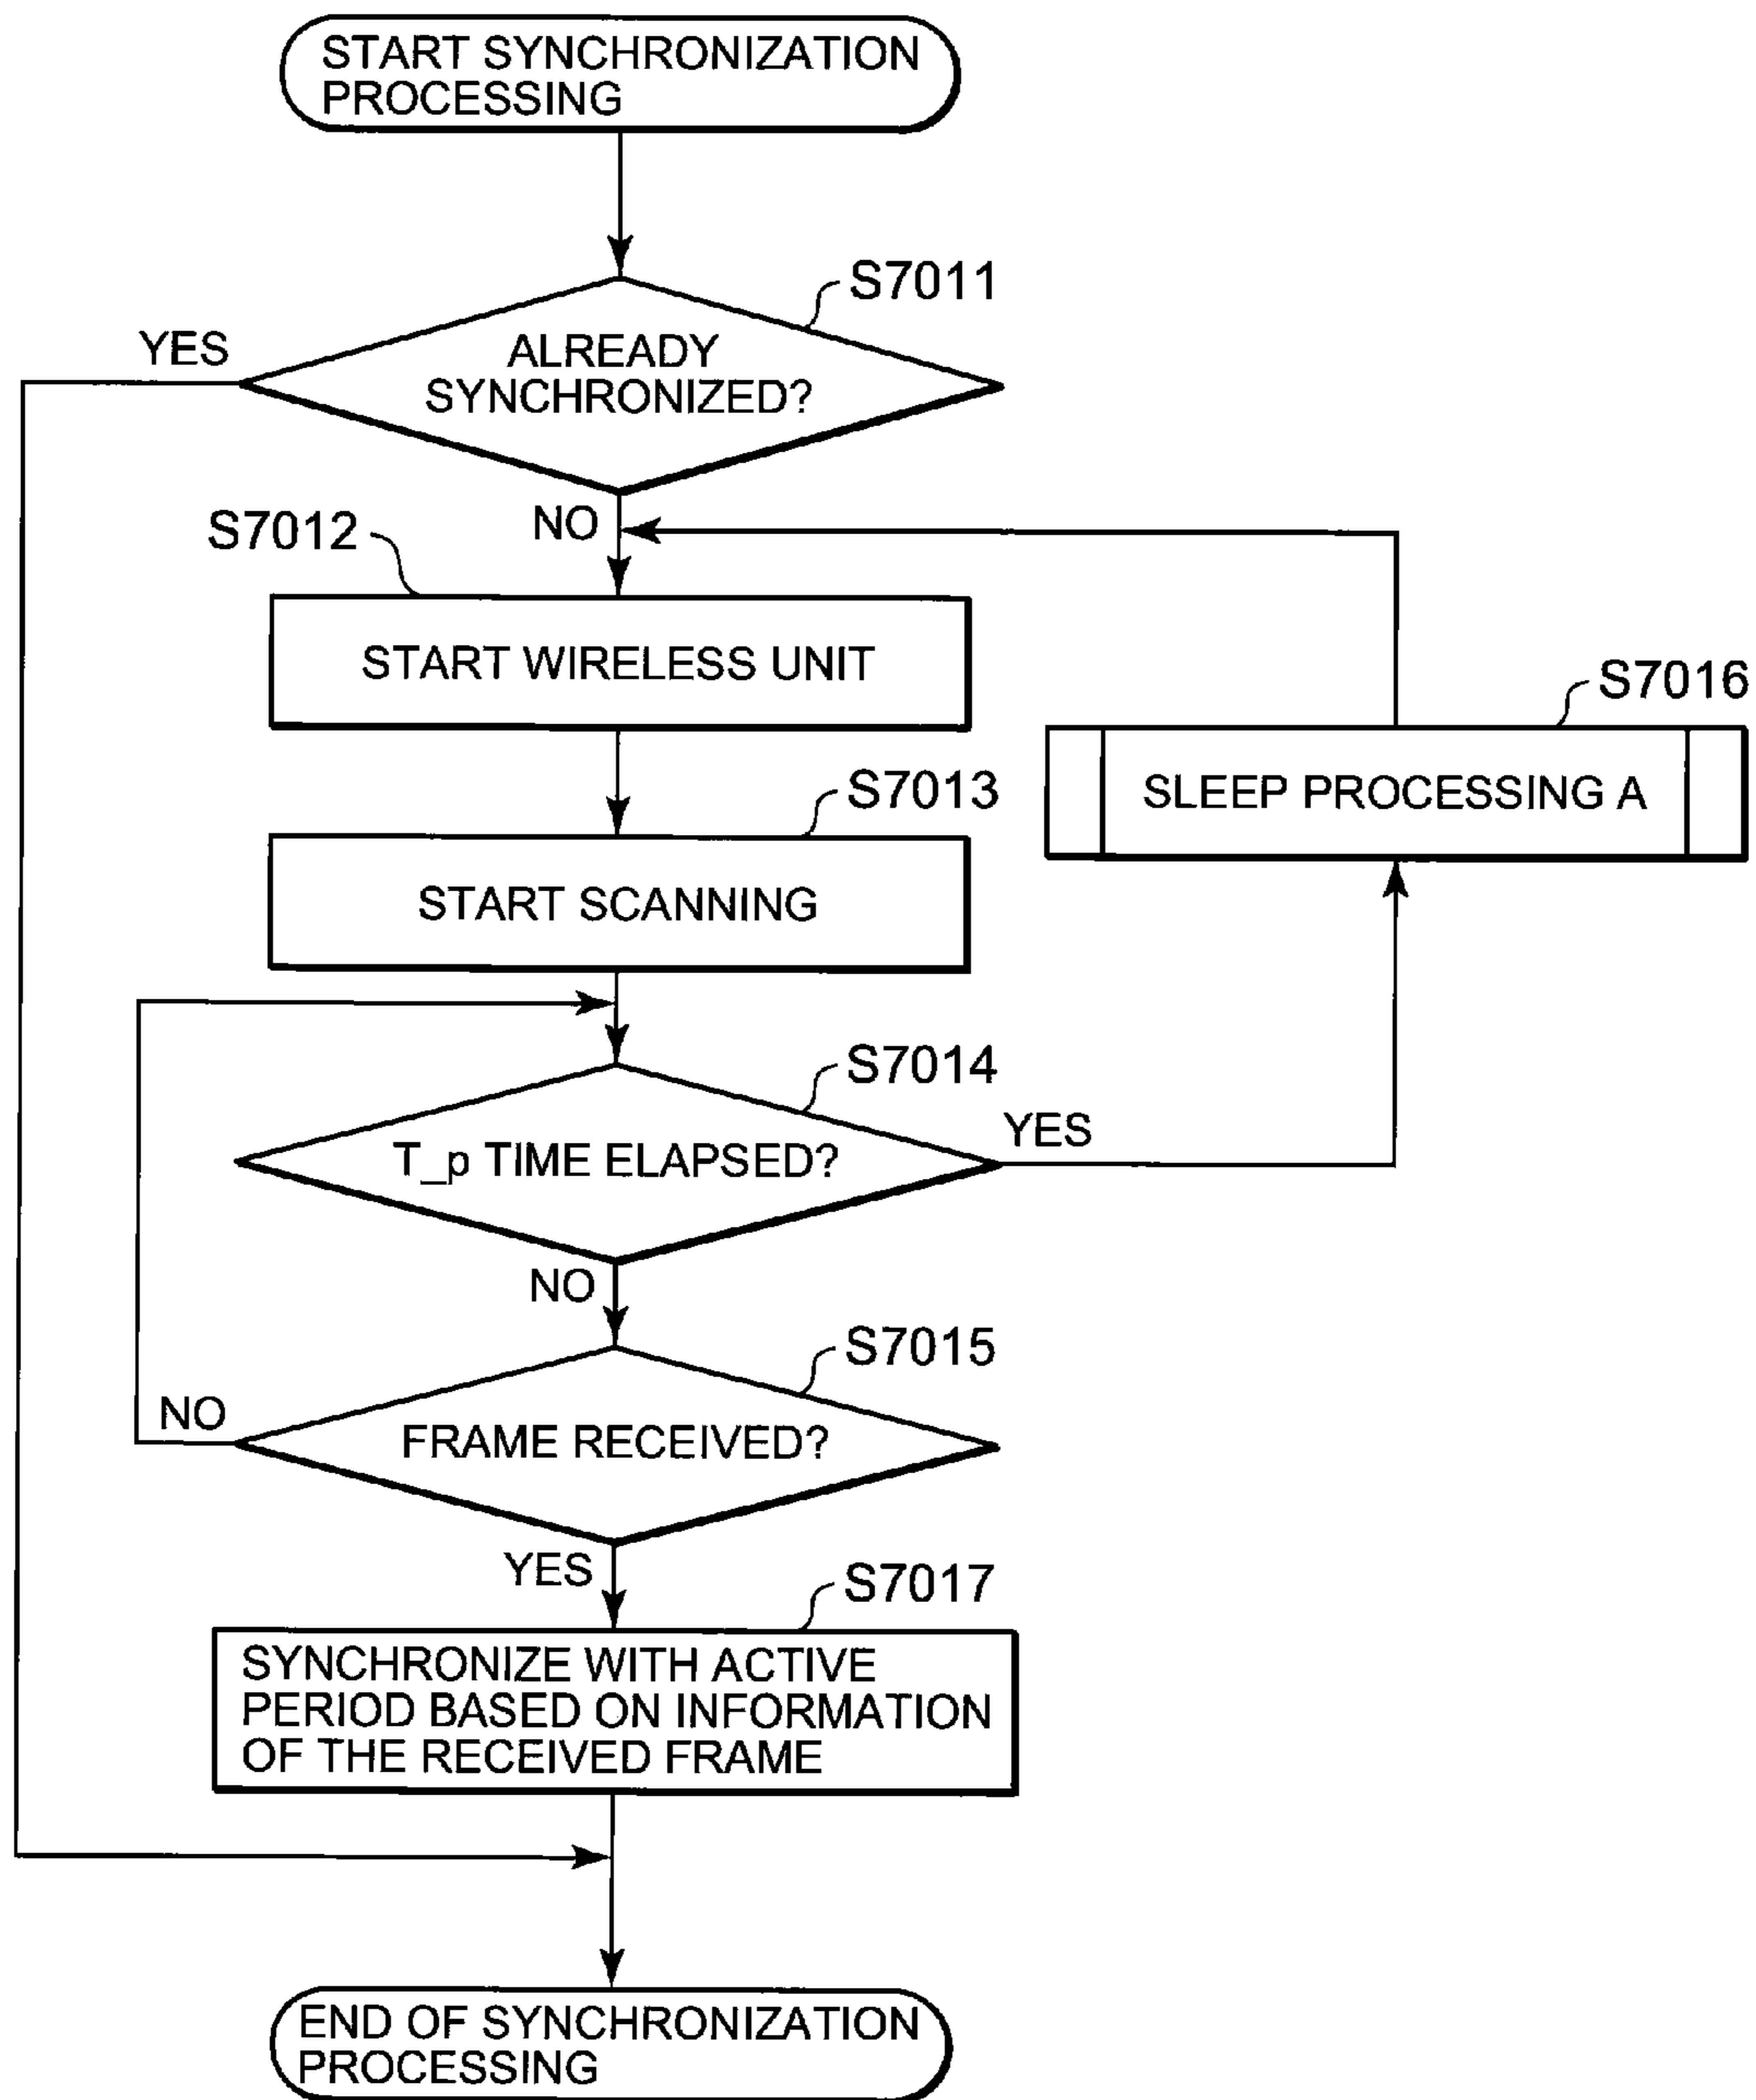 START SYNCHRONIZATION
PROCESSING
S7011
YES
ALREADY
SYNCHRONIZED?
S7012
NO
START WIRELESS UNIT
S7016
SLEEP PROCESSING A
S7013
START SCANNING
S7014
YES
T_p TIME ELAPSED?
NO
S7015
NO
FRAME RECEIVED?
YES
S7017
SYNCHRONIZE WITH ACTIVE
PERIOD BASED ON INFORMATION
OF THE RECEIVED FRAME
END OF SYNCHRONIZATION
PROCESSING